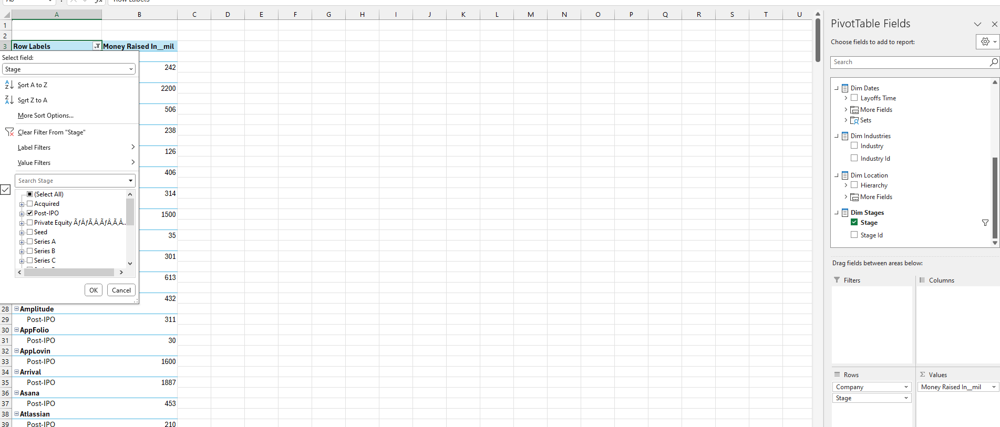 A B C D E F G H I J K L M N O P Q R S T U
1
2
3 Row Labels Money Raised In__mil
Select field:
Stage
Sort A to Z
Sort Z to A
More Sort Options...
Clear Filter From "Stage"
Label Filters
Value Filters
Search Stage
(Select All)
Acquired
Post-IPO
Private Equity ÃƒÂƒÃ‚Â‚ÃƒÂ‚Ã‚Â..
Seed
Series A
Series B
Series C
OK Cancel
242
2200
506
238
126
406
314
1500
35
301
613
432
28 Amplitude
29 Post-IPO 311
30 AppFolio
31 Post-IPO 30
32 AppLovin
33 Post-IPO 1600
34 Arrival
35 Post-IPO 1887
36 Asana
37 Post-IPO 453
38 Atlassian
39 Post-IPO 210
PivotTable Fields
Choose fields to add to report:
Search
Dim Dates
Layoffs Time
More Fields
Sets
Dim Industries
Industry
Industry Id
Dim Location
Hierarchy
More Fields
Dim Stages
Stage
Stage Id
Drag fields between areas below:
Filters
Columns
Rows
Company
Stage
Σ Values
Money Raised In__mil